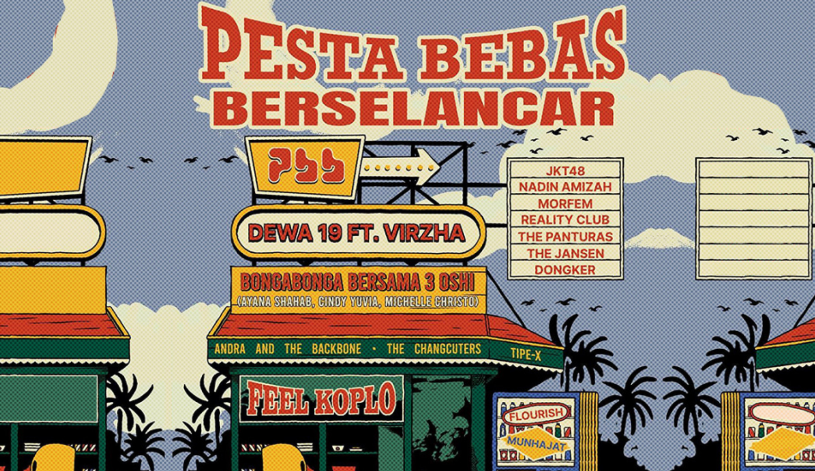 PESTA BEBAS
BERSELANCAR
PBB
DEWA 19 FT. VIRZHA
JKT48
NADIN AMIZAH
MORFEM
REALITY CLUB
THE PANTURAS
THE JANSEN
DONGKER
BONGABONGA BERSAMA 3 OSHI
(AYANA SHAHAB, CINDY YUVIA, MICHELLE CHRISTO)
ANDRA AND THE BACKBONE • THE CHANGCUTERS
TIPE-X
FEEL KOPLO
FLOURISH
MUNHAJAT